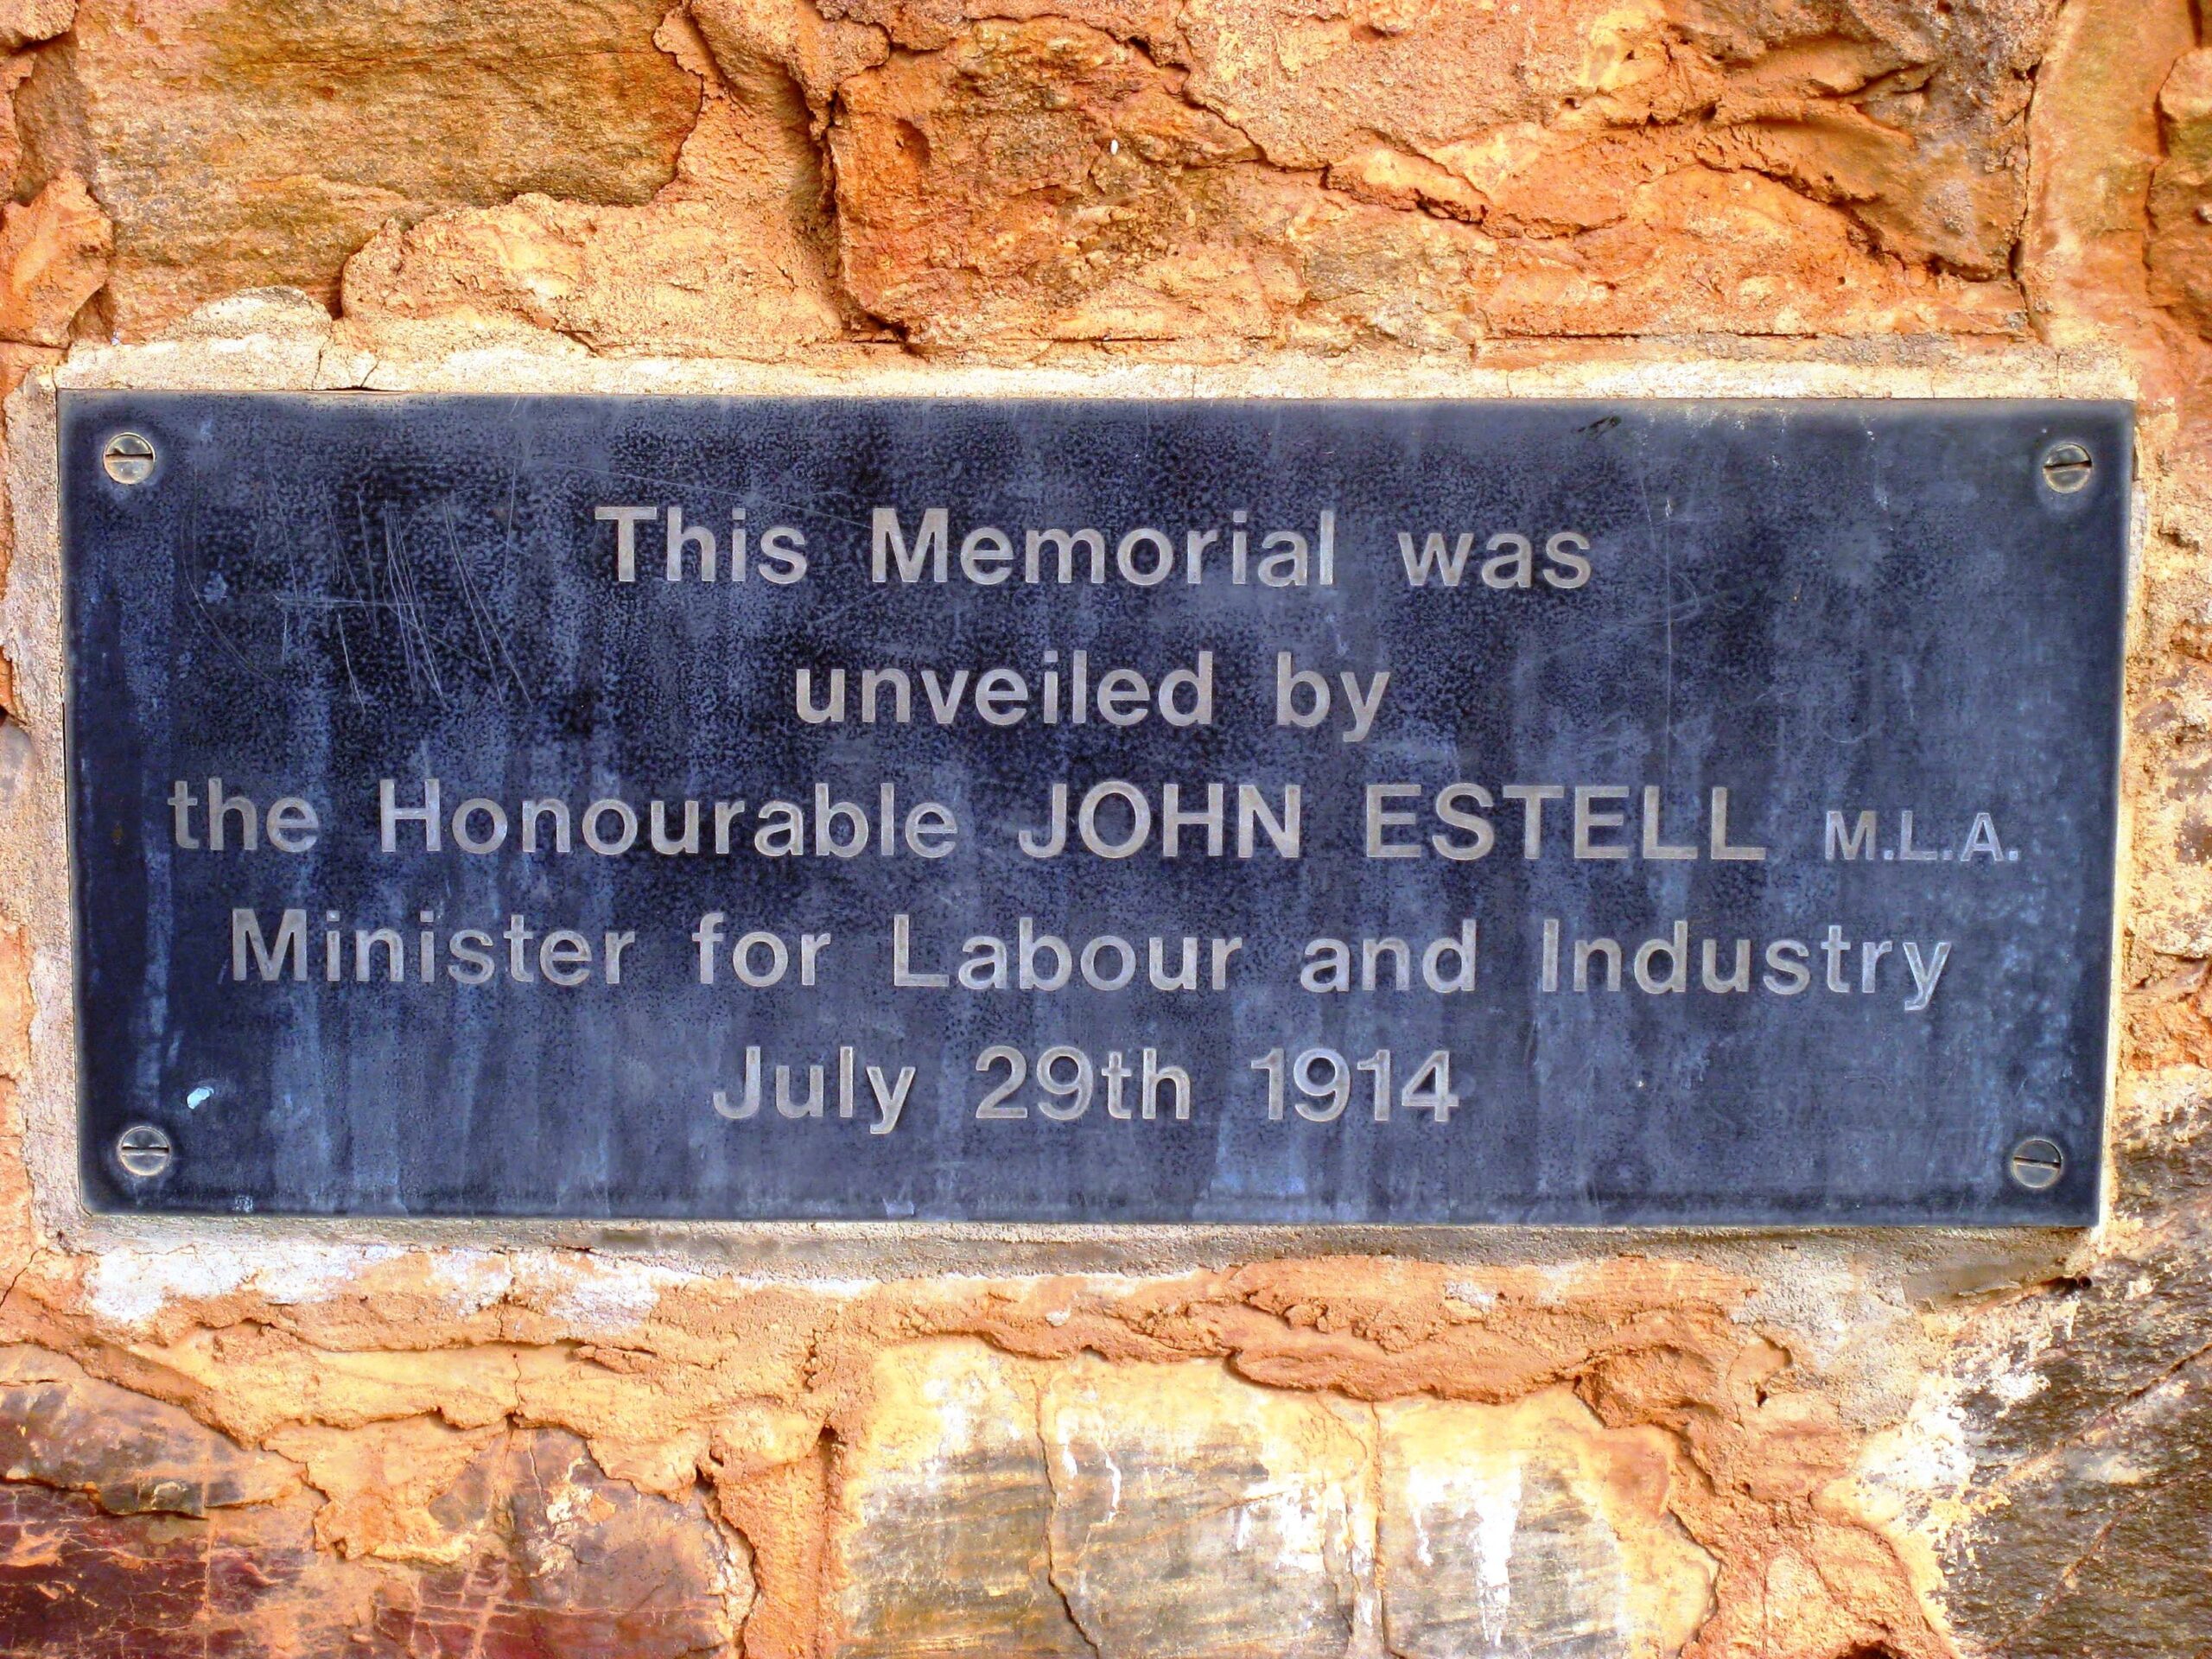 This Memorial was
unveiled by
the Honourable JOHN ESTELL M.L.A.
Minister for Labour and Industry
July 29th 1914